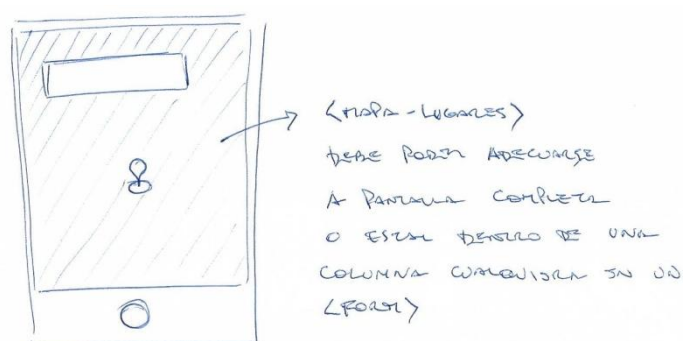 <MAPA-LUGARES>
DEBE PODER ADECUARSE
A PANTALLA COMPLETA
O ESTAR DENTRO DE UNA
COLUMNA CUALQUIERA EN UN
<FORM>